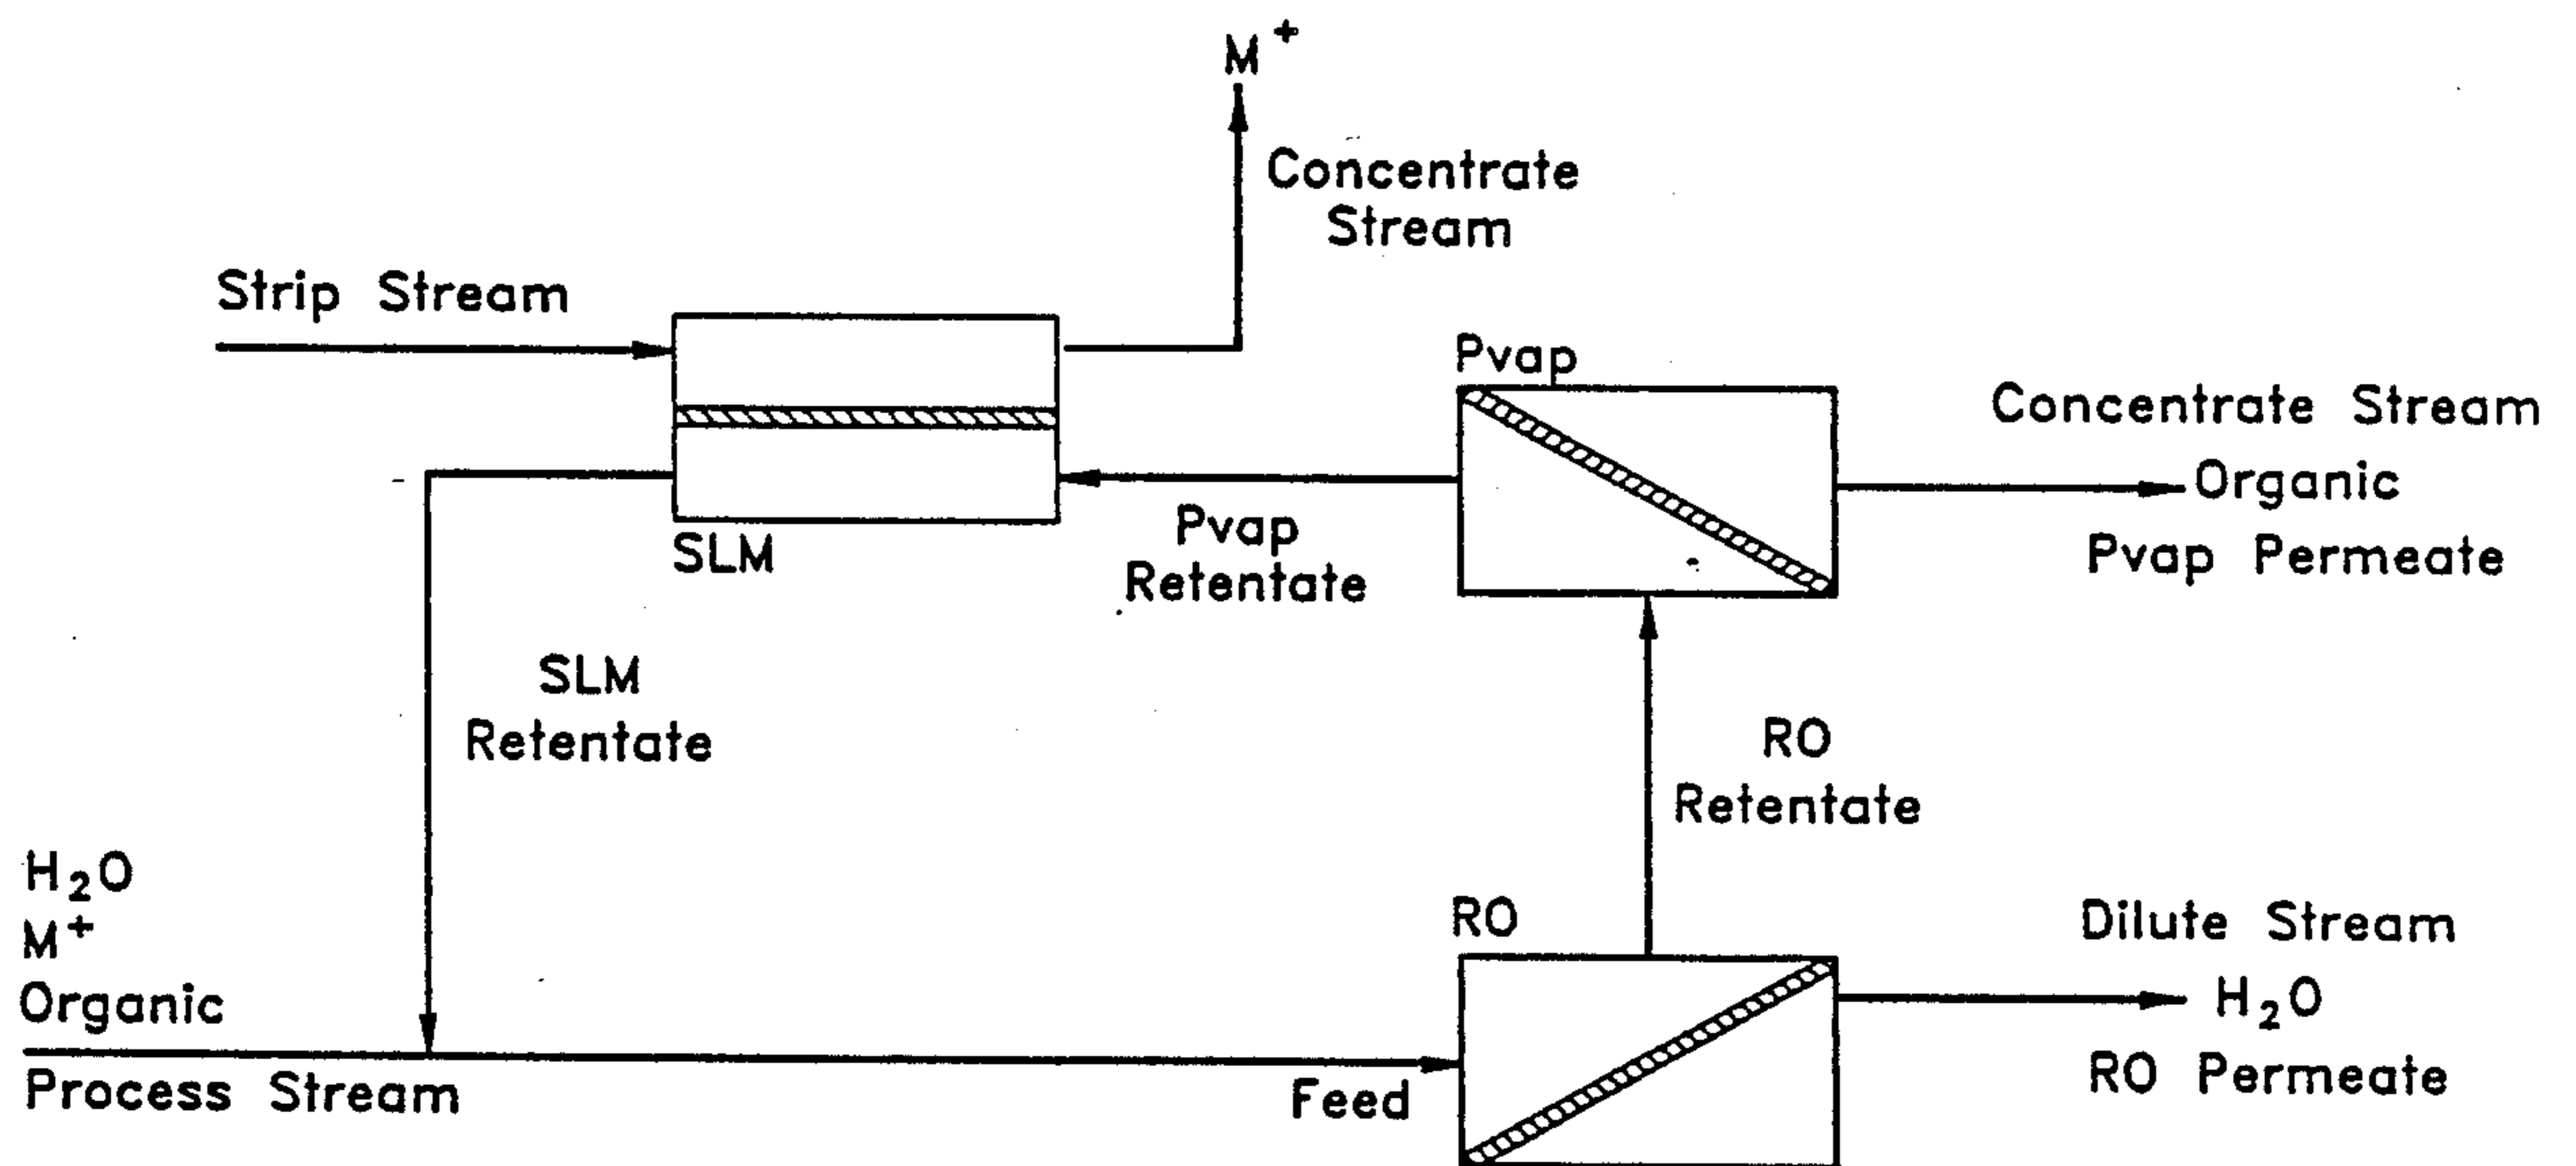 M⁺
Concentrate
Stream
Strip Stream
Pvap
Concentrate Stream
Organic
Pvap Permeate
SLM
Pvap
Retentate
SLM
Retentate
RO
Retentate
H₂O
M⁺
Organic
Process Stream
Feed
RO
Dilute Stream
H₂O
RO Permeate